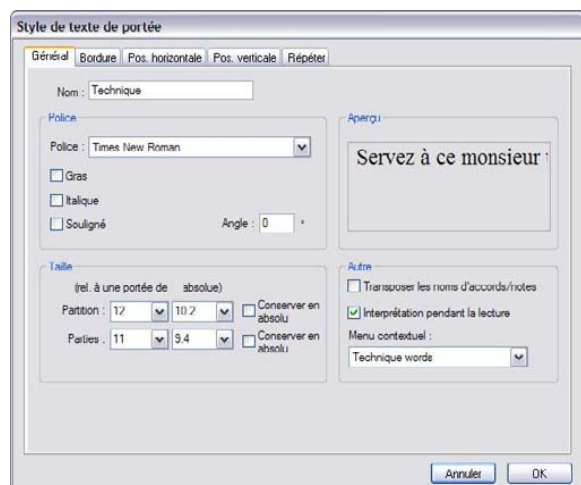 Style de texte de portée
Général Bordure Pos. horizontale Pos. verticale Répéter
Nom : Technique
Police
Police : Times New Roman
Gras
Italique
Souligné
Angle : 0 °
Aperçu
Servez à ce monsieur
Taille
(rel. à une portée de absolue)
Partition : 12 10.2 Conserver en
absolu
Parties : 11 9.4 Conserver en
absolu
Autre
Transposer les noms d'accords/notes
Interprétation pendant la lecture
Menu contextuel :
Technique words
Annuler OK